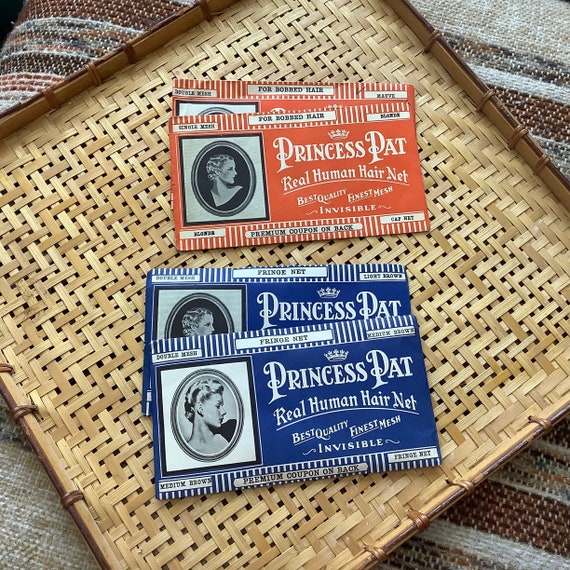 DOUBLE MESH
FOR BOBBED HAIR
MAUVE
SINGLE MESH
FOR BOBBED HAIR
BLONDE
PRINCESS PAT
Real Human Hair Net
BEST QUALITY FINEST MESH
INVISIBLE
BLONDE
PREMIUM COUPON ON BACK
CAP NET
DOUBLE MESH
FRINGE NET
LIGHT BROWN
PRINCESS PAT
DOUBLE MESH
FRINGE NET
MEDIUM BROWN
PRINCESS PAT
Real Human Hair Net
BEST QUALITY FINEST MESH
INVISIBLE
MEDIUM BROWN
PREMIUM COUPON ON BACK
FRINGE NET